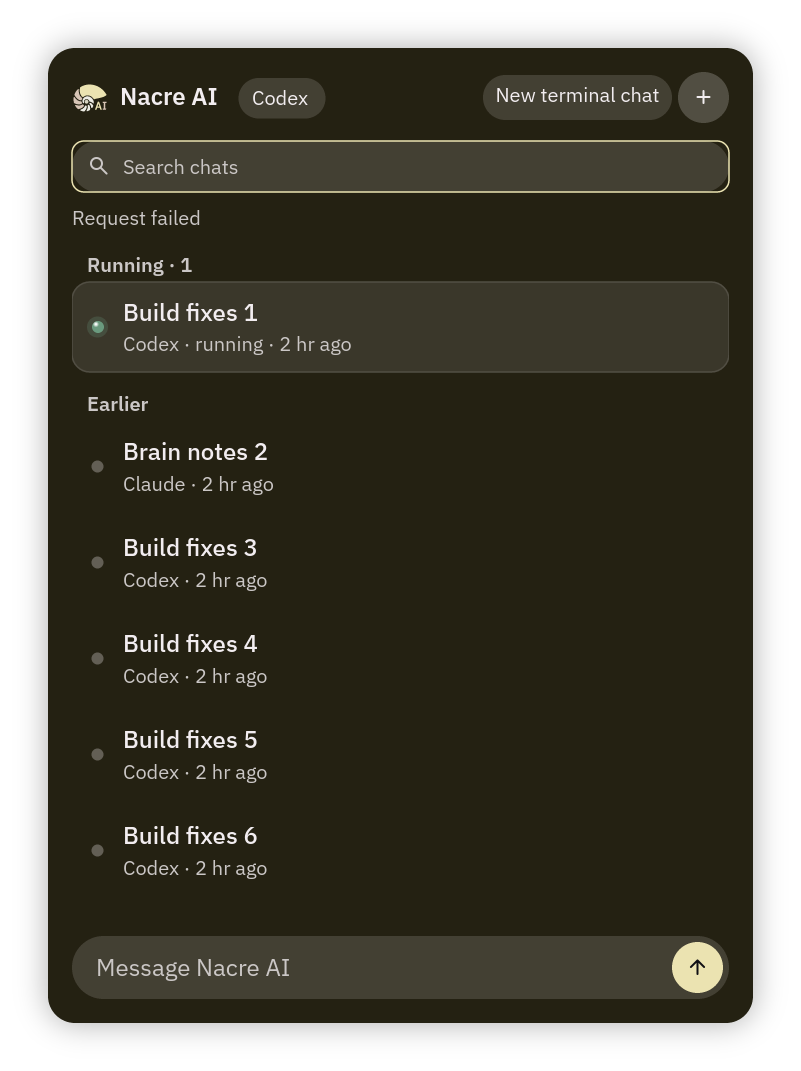 AI
Nacre AI
Codex
New terminal chat
+
Search chats
Request failed
Running · 1
Build fixes 1
Codex · running · 2 hr ago
Earlier
Brain notes 2
Claude · 2 hr ago
Build fixes 3
Codex · 2 hr ago
Build fixes 4
Codex · 2 hr ago
Build fixes 5
Codex · 2 hr ago
Build fixes 6
Codex · 2 hr ago
Message Nacre AI